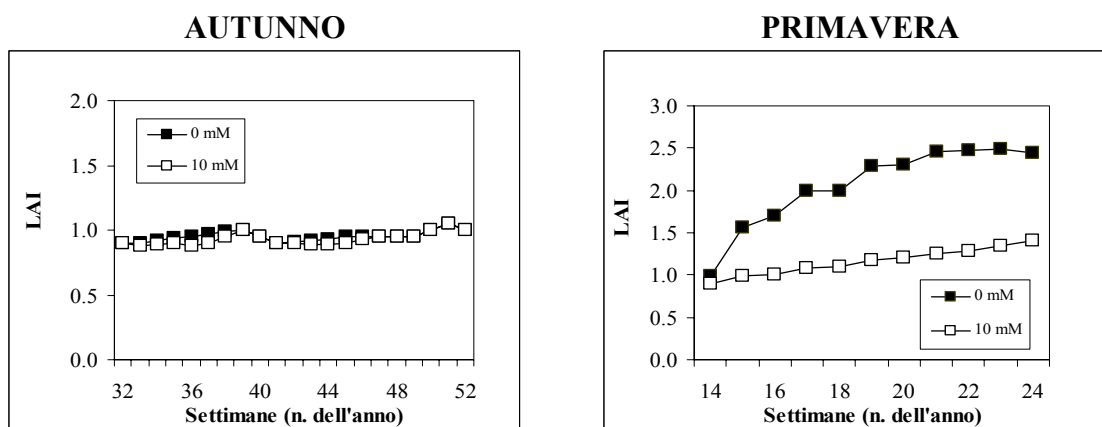 AUTUNNO
2.0
1.5
1.0
0.5
0.0
LAI
0 mM
10 mM
32 36 40 44 48 52
Settimane (n. dell'anno)
PRIMAVERA
3.0
2.5
2.0
1.5
1.0
0.5
0.0
LAI
0 mM
10 mM
14 16 18 20 22 24
Settimane (n. dell'anno)